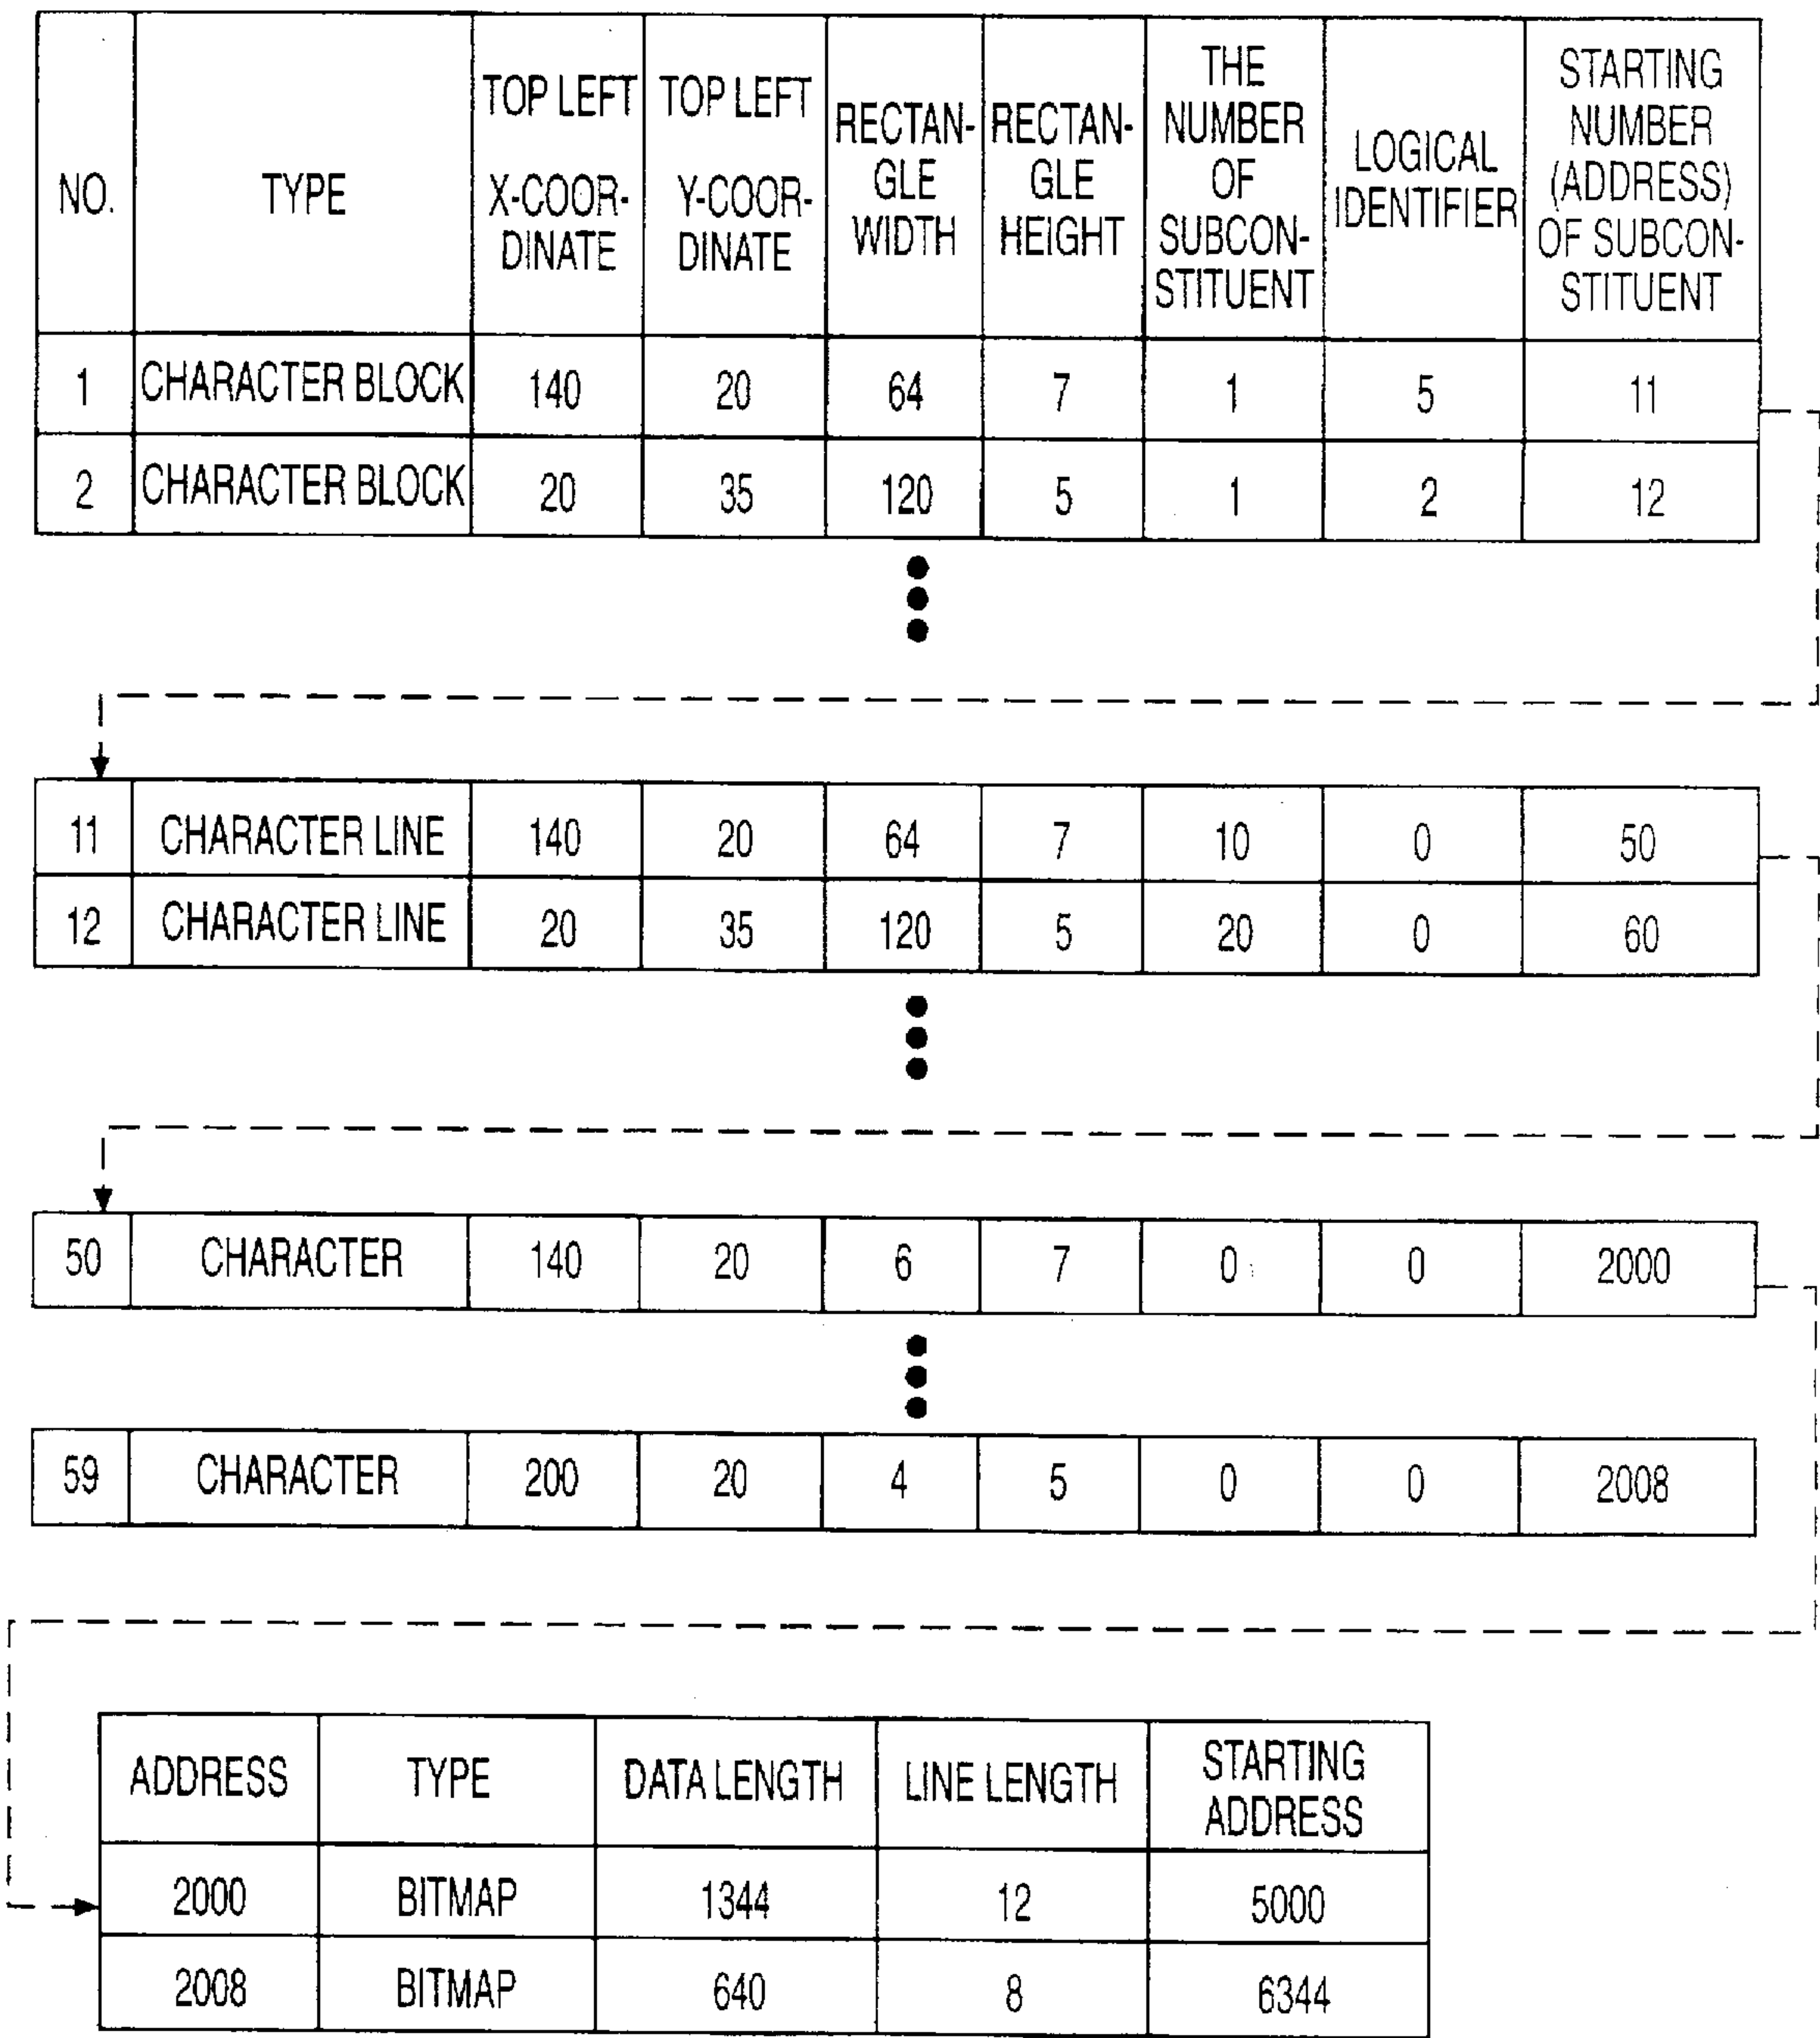 NO. TYPE TOP LEFT X-COOR-DINATE TOP LEFT Y-COOR-DINATE RECTAN-GLE WIDTH RECTAN-GLE HEIGHT THE NUMBER OF SUBCON-STITUENT LOGICAL IDENTIFIER STARTING NUMBER (ADDRESS) OF SUBCON-STITUENT
1 CHARACTER BLOCK 140 20 64 7 1 5 11
2 CHARACTER BLOCK 20 35 120 5 1 2 12
11 CHARACTER LINE 140 20 64 7 10 0 50
12 CHARACTER LINE 20 35 120 5 20 0 60
50 CHARACTER 140 20 6 7 0 0 2000
59 CHARACTER 200 20 4 5 0 0 2008
ADDRESS TYPE DATA LENGTH LINE LENGTH STARTING ADDRESS
2000 BITMAP 1344 12 5000
2008 BITMAP 640 8 6344